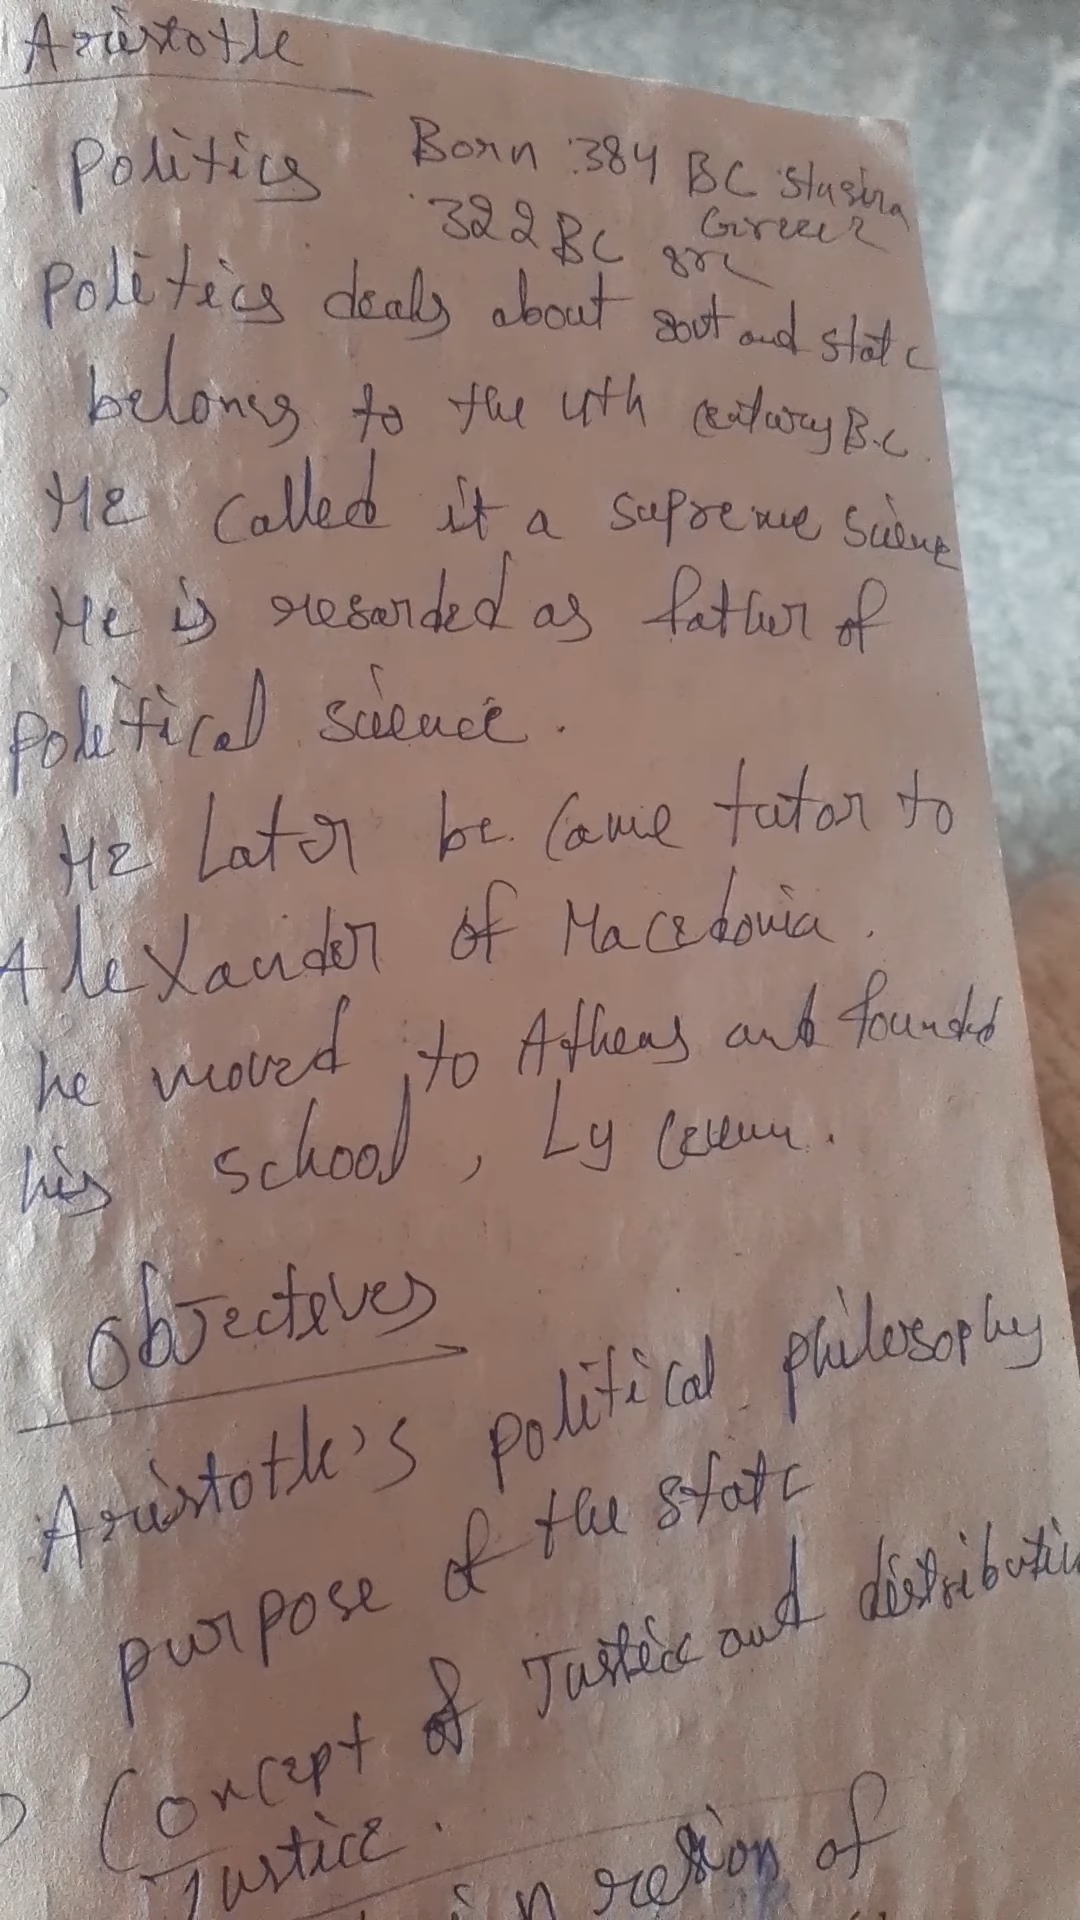 Aristotle
Politics Born : 384 BC Stagira
322 BC Greece
Politics deals about govt and state
belongs to the 4th century B.C.
He called it a supreme science
He is regarded as father of
political science.
He Later be came tutor to
Alexander of Macedonia.
he moved to Athens and founded
his school, Ly ceum.
Objectives
Aristotle's political philosophy
purpose of the state
Concept of Justice and
Justice.
of